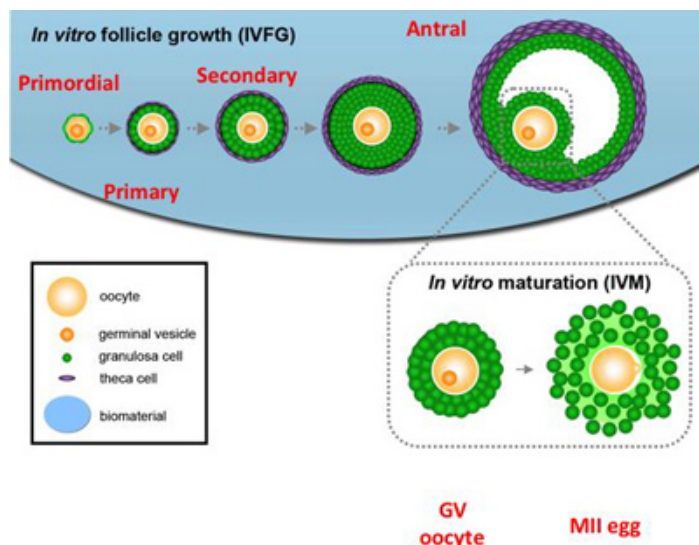 In vitro follicle growth (IVFG)
Antral
Primordial
Secondary
Primary
oocyte
germinal vesicle
granulosa cell
theca cell
biomaterial
In vitro maturation (IVM)
GV
oocyte
MII egg